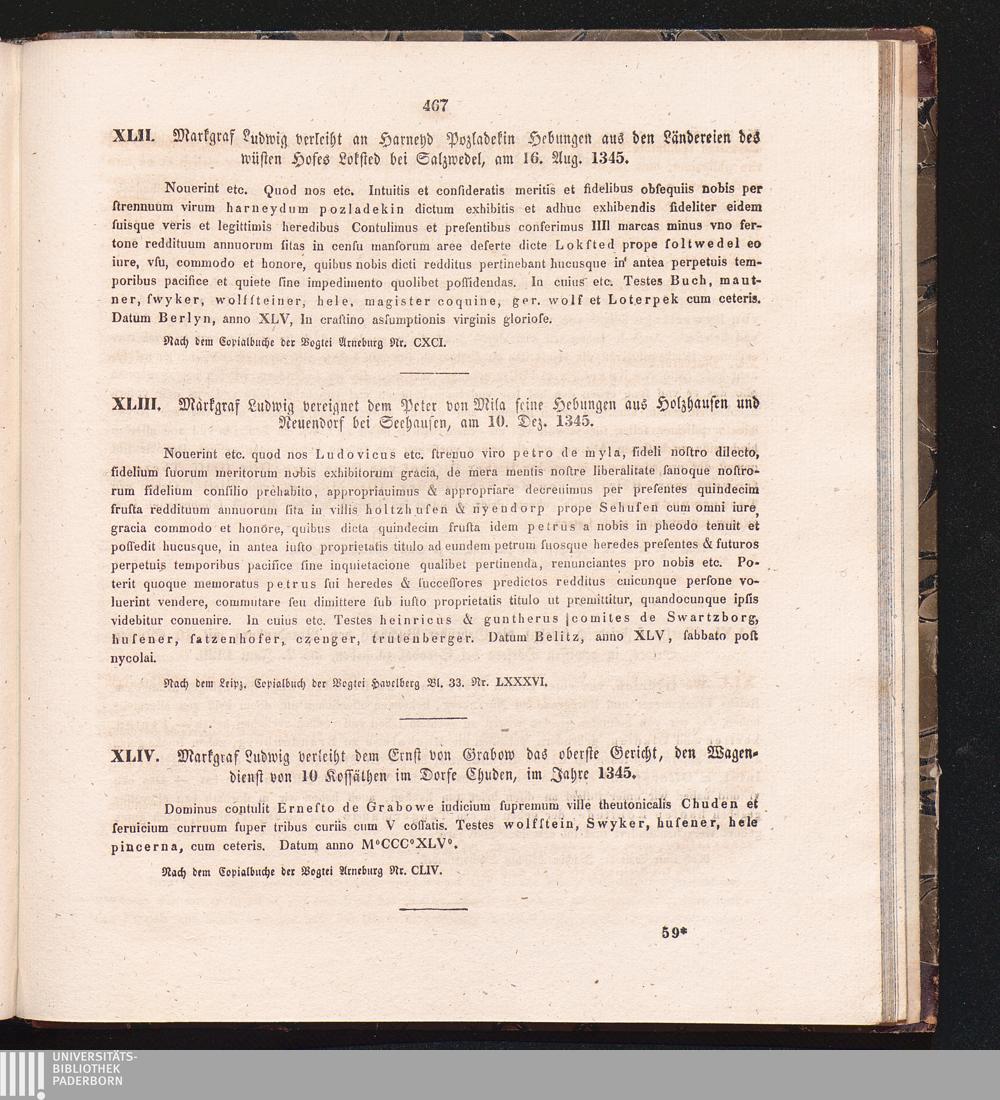 467
XLII. Markgraf Ludwig verleiht an Harneyd Pozladekin Hebungen aus den Ländereien des
wüsten Hofes Lokſted bei Salzwedel, am 16. Aug. 1345.
Nouerint etc. Quod nos etc. Intuitis et conſideratis meritis et fidelibus obſequiis nobis per
ſtrennuum virum harneydum pozladekin dictum exhibitis et adhuc exhibendis fideliter eidem
ſuisque veris et legittimis heredibus Contulimus et preſentibus conferimus IIII marcas minus vno fer-
tone reddituum annuorum ſitas in cenſu manſorum aree deſerte dicte Lokſted prope ſoltwedel eo
iure, vſu, commodo et honore, quibus nobis dicti redditus pertinebant hucusque in' antea perpetuis tem-
poribus pacifice et quiete ſine impedimento quolibet poſſidendas. In cuius etc. Testes Buch, maut-
ner, ſwyker, wolfſteiner, hele, magister coquine, ger. wolf et Loterpek cum ceteris.
Datum Berlyn, anno XLV, In craſtino asſumptionis virginis glorioſe.
Nach dem Copialbuche der Vogtei Arneburg Nr. CXCI.
XLIII. Markgraf Ludwig vereignet dem Peter von Mila ſeine Hebungen aus Holzhauſen und
Neuendorf bei Seehauſen, am 10. Dez. 1345.
Nouerint etc. quod nos Ludovicus etc. ſtrenuo viro petro de myla, fideli noſtro dilecto,
fidelium ſuorum meritorum nobis exhibitorum gracia, de mera mentis noſtre liberalitate ſanoque noſtro-
rum fidelium conſilio prehabito, appropriauimus & appropriare decreuimus per preſentes quindecim
fruſta reddituum annuorum ſita in villis holtzhuſen & nyendorp prope Sehuſen cum omni iure,
gracia commodo et honore, quibus dicta quindecim fruſta idem petrus a nobis in pheodo tenuit et
poſſedit hucusque, in antea iuſto proprietatis titulo ad eundem petrum ſuosque heredes preſentes & futuros
perpetuis temporibus pacifice ſine inquietacione qualibet pertinenda, renunciantes pro nobis etc. Po-
terit quoque memoratus petrus ſui heredes & ſucceſſores predictos redditus cuicunque perſone vo-
luerint vendere, commutare ſeu dimittere ſub iuſto proprietatis titulo ut premittitur, quandocunque ipſis
videbitur conuenire. In cuius etc. Testes heinricus & guntherus comites de Swartzborg,
huſener, ſatzenhofer, czenger, trutenberger. Datum Belitz, anno XLV, ſabbato poſt
nycolai.
Nach dem Leipz. Copialbuch der Vogtei Havelberg Bl. 33. Nr. LXXXVI.
XLIV. Markgraf Ludwig verleiht dem Ernſt von Grabow das oberſte Gericht, den Wagen-
dienſt von 10 Koſſäthen im Dorfe Chuden, im Jahre 1345.
Dominus contulit Erneſto de Grabowe iudicium ſupremum ville theutonicalis Chuden et
ſeruicium curruum ſuper tribus curiis cum V coſſatis. Testes wolfſtein, Swyker, huſener, hele
pincerna, cum ceteris. Datum anno M°CCC°XLV°.
Nach dem Copialbuche der Vogtei Arneburg Nr. CLIV.
59*
UNIVERSITÄTS-
BIBLIOTHEK
PADERBORN